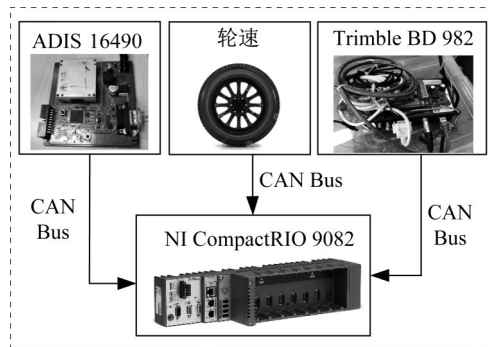 ADIS 16490
轮速
Trimble BD 982
CAN Bus
CAN
Bus
CAN
Bus
NI CompactRIO 9082